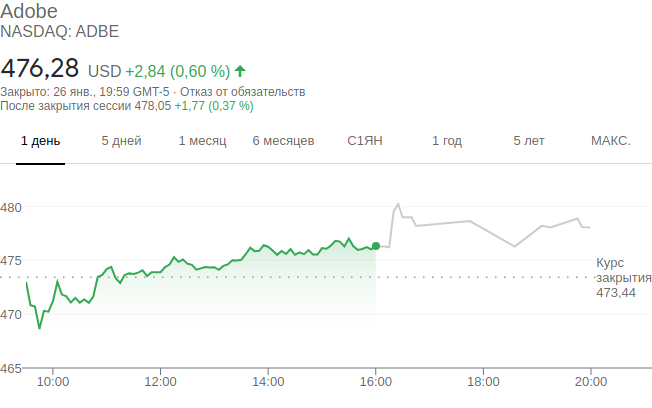 Adobe
NASDAQ: ADBE
476,28 USD +2,84 (0,60 %)
Закрыто: 26 янв., 19:59 GMT-5 · Отказ от обязательств
После закрытия сессии 478,05 +1,77 (0,37 %)
1 день 5 дней 1 месяц 6 месяцев С1ЯН 1 год 5 лет МАКС.
480
475
Курс
закрытия
473,44
470
465
10:00 12:00 14:00 16:00 18:00 20:00